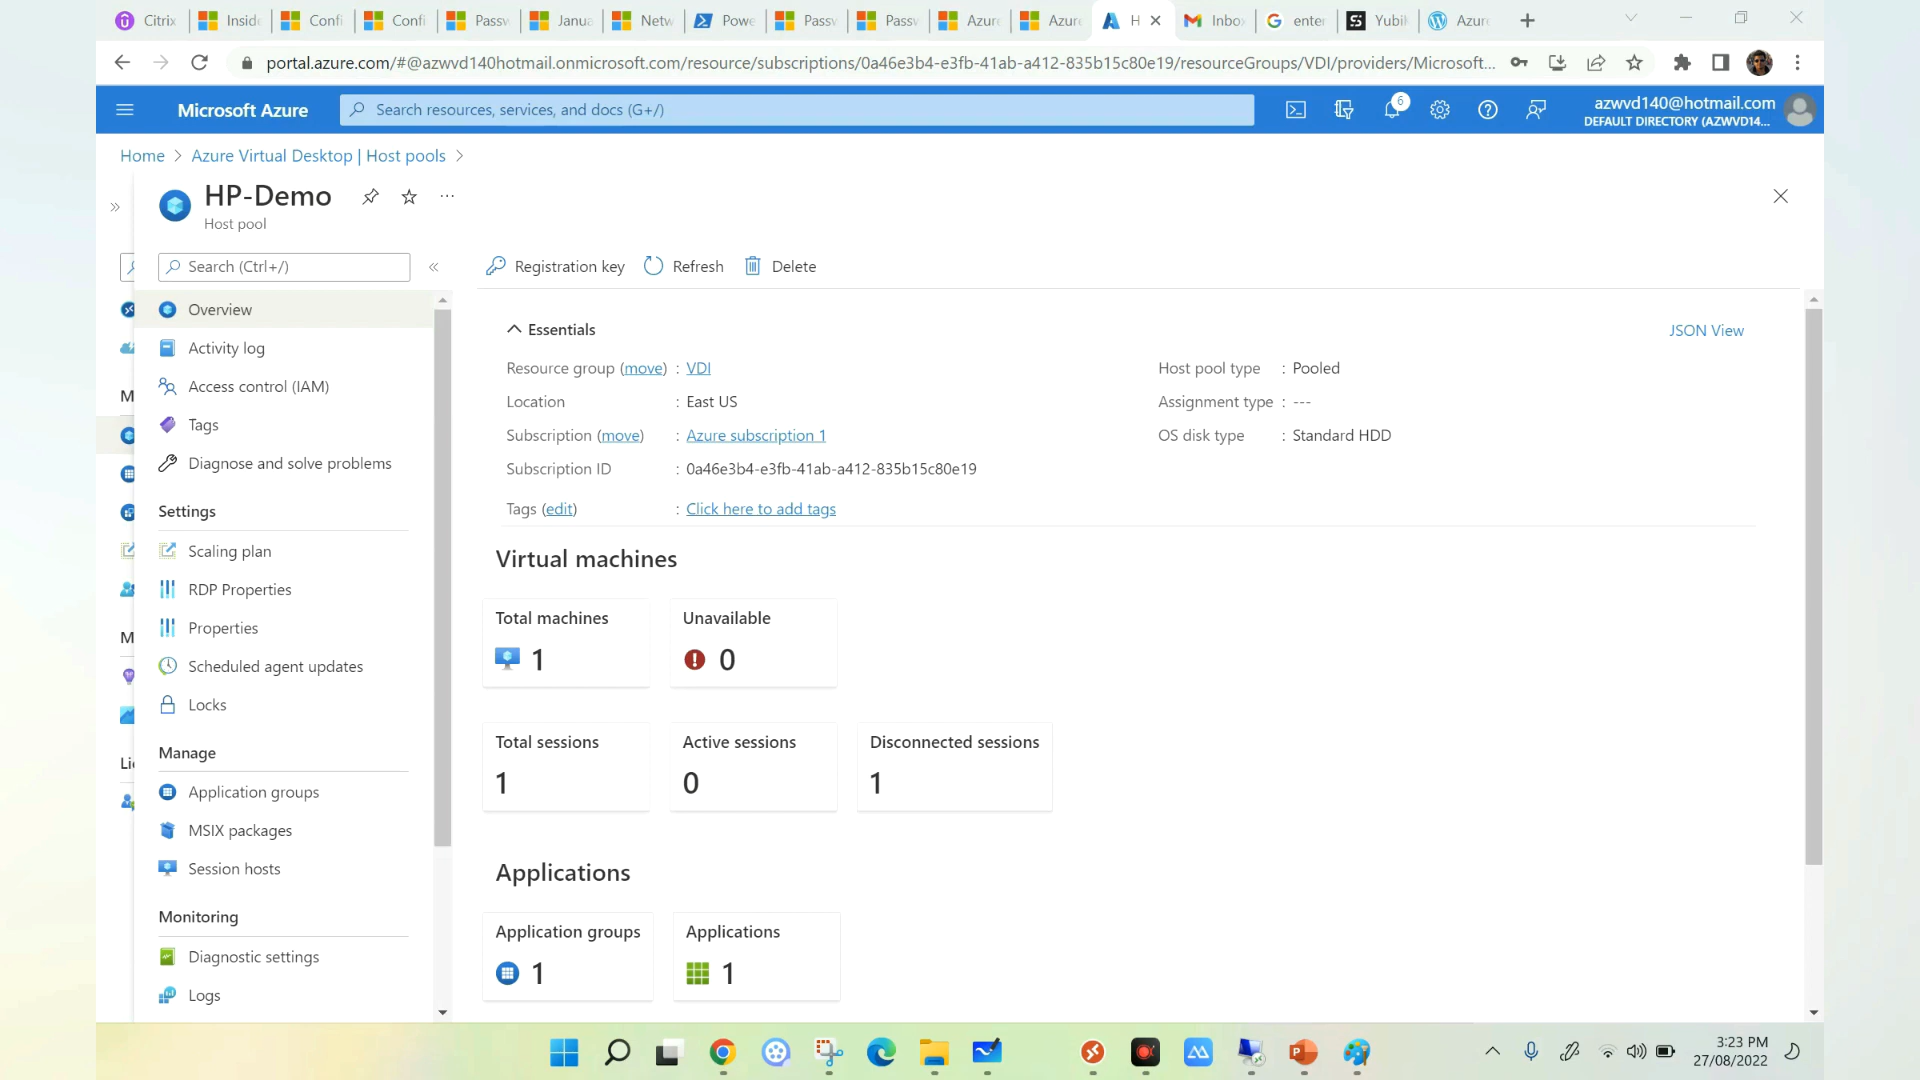 Citrix
Inside
Confi
Confi
Passw
Janua
Netw
Powe
Passw
Passw
Azure
Azure
H
Inbo
enter
Yubi
Azure
portal.azure.com/#@azwvd140hotmail.onmicrosoft.com/resource/subscriptions/0a46e3b4-e3fb-41ab-a412-835b15c80e19/resourceGroups/VDI/providers/Microsoft...
Microsoft Azure
Search resources, services, and docs (G+/)
6
azwvd140@hotmail.com
DEFAULT DIRECTORY (AZWVD14...
Home > Azure Virtual Desktop | Host pools >
HP-Demo
Host pool
Search (Ctrl+/)
Registration key
Refresh
Delete
Overview
Activity log
Access control (IAM)
Tags
Diagnose and solve problems
Settings
Scaling plan
RDP Properties
Properties
Scheduled agent updates
Locks
Manage
Application groups
MSIX packages
Session hosts
Monitoring
Diagnostic settings
Logs
Essentials
JSON View
Resource group (move) : VDI
Location : East US
Subscription (move) : Azure subscription 1
Subscription ID : 0a46e3b4-e3fb-41ab-a412-835b15c80e19
Tags (edit) : Click here to add tags
Host pool type : Pooled
Assignment type : ---
OS disk type : Standard HDD
Virtual machines
Total machines
1
Unavailable
0
Total sessions
1
Active sessions
0
Disconnected sessions
1
Applications
Application groups
1
Applications
1
3:23 PM
27/08/2022